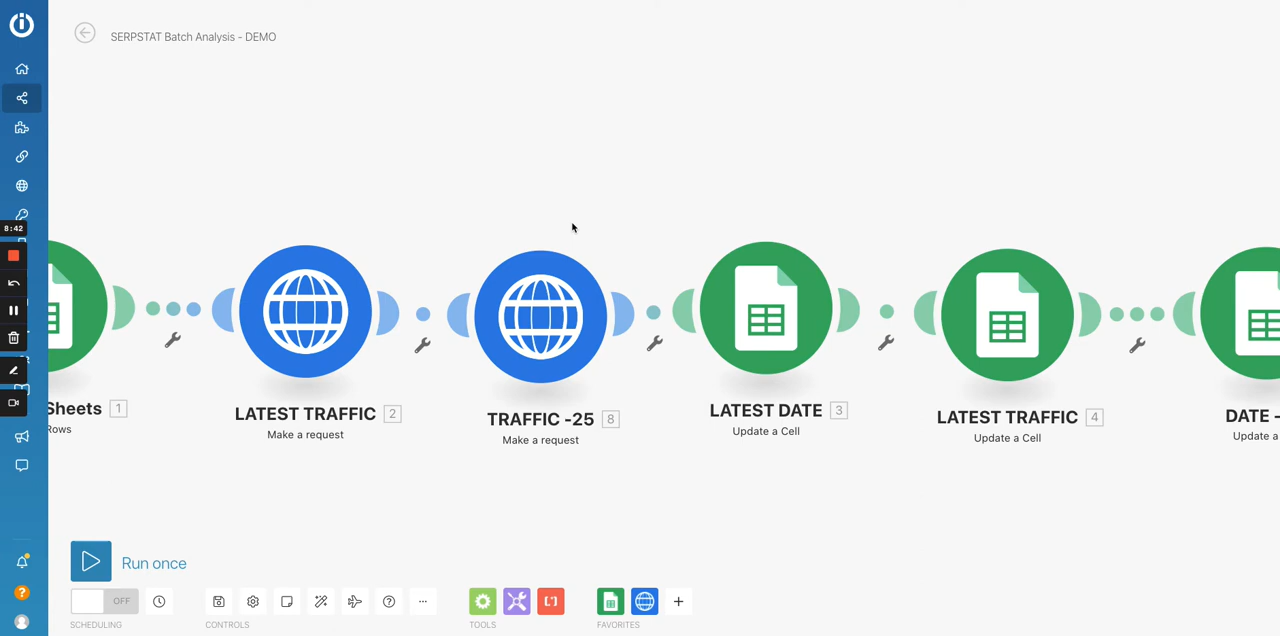 SERPSTAT Batch Analysis - DEMO
8:42
Sheets 1
Rows
LATEST TRAFFIC 2
Make a request
TRAFFIC -25 8
Make a request
LATEST DATE 3
Update a Cell
LATEST TRAFFIC 4
Update a Cell
DATE -
Update a
Run once
OFF
SCHEDULING
CONTROLS
TOOLS
FAVORITES